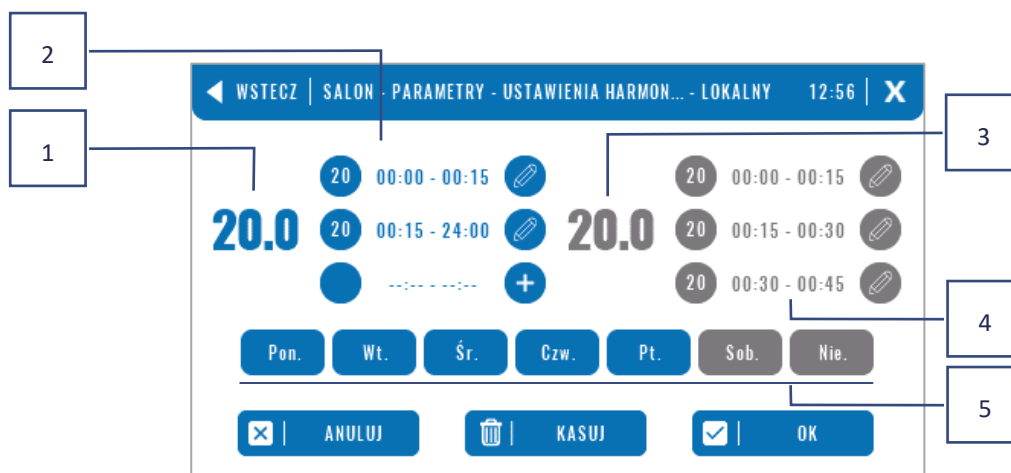 2
WSTECZ | SALON - PARAMETRY - USTAWIENIA HARMON... - LOKALNY 12:56 | X
1
3
20 00:00 - 00:15
20 00:00 - 00:15
20.0
20 00:15 - 24:00
20.0
20 00:15 - 00:30
--:-- - --:-- +
20 00:30 - 00:45
4
Pon. Wt. Śr. Czw. Pt. Sob. Nie.
5
ANULUJ | KASUJ | OK